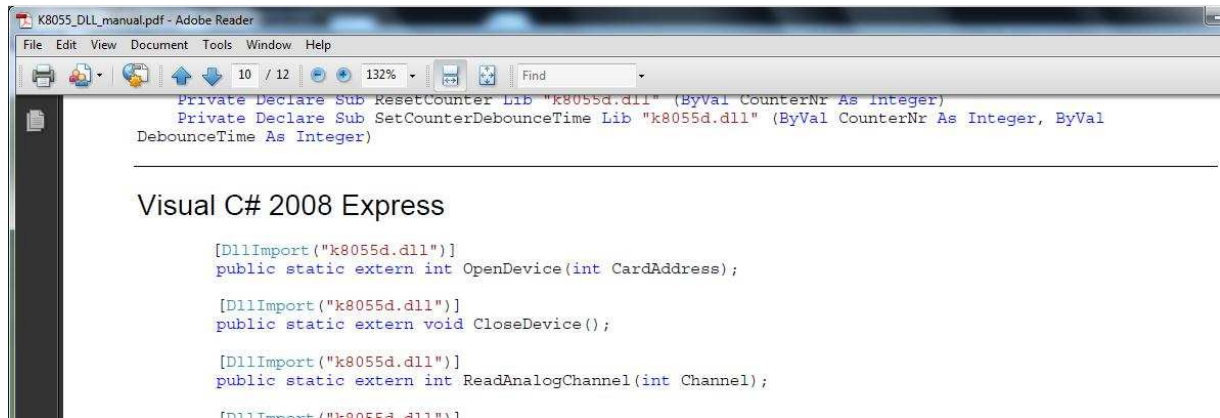 K8055_DLL_manual.pdf - Adobe Reader
File Edit View Document Tools Window Help
10 / 12 132% Find
Private Declare Sub ResetCounter Lib "k8055d.dll" (ByVal CounterNr As Integer)
Private Declare Sub SetCounterDebounceTime Lib "k8055d.dll" (ByVal CounterNr As Integer, ByVal
DebounceTime As Integer)
Visual C# 2008 Express
[DllImport("k8055d.dll")]
public static extern int OpenDevice(int CardAddress);
[DllImport("k8055d.dll")]
public static extern void CloseDevice();
[DllImport("k8055d.dll")]
public static extern int ReadAnalogChannel(int Channel);
[DllImport("k8055d.dll")]